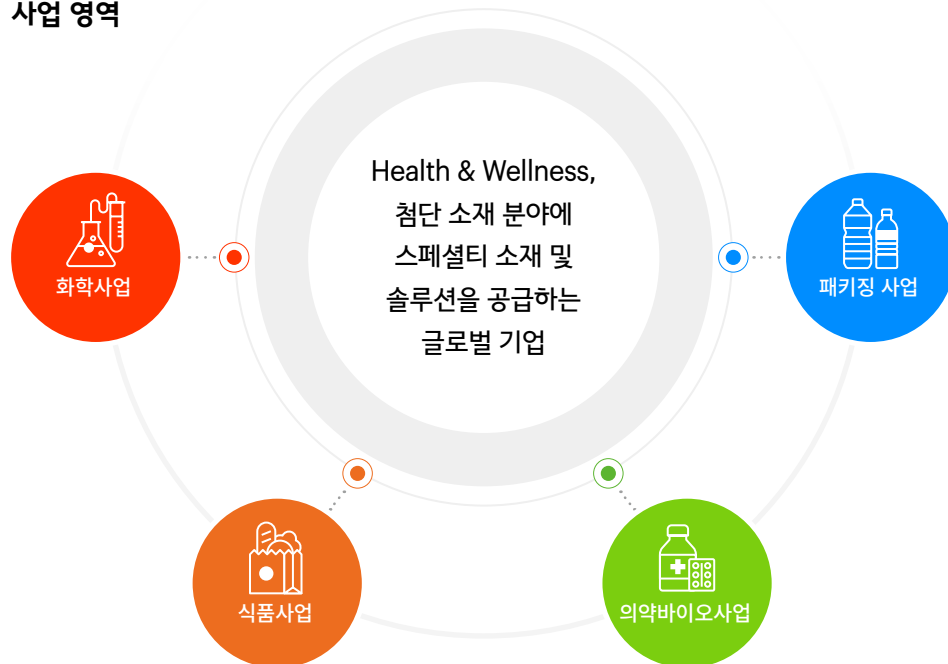 사업 영역
Health & Wellness,
첨단 소재 분야에
스페셜티 소재 및
솔루션을 공급하는
글로벌 기업
화학사업
패키징 사업
식품사업
의약바이오사업